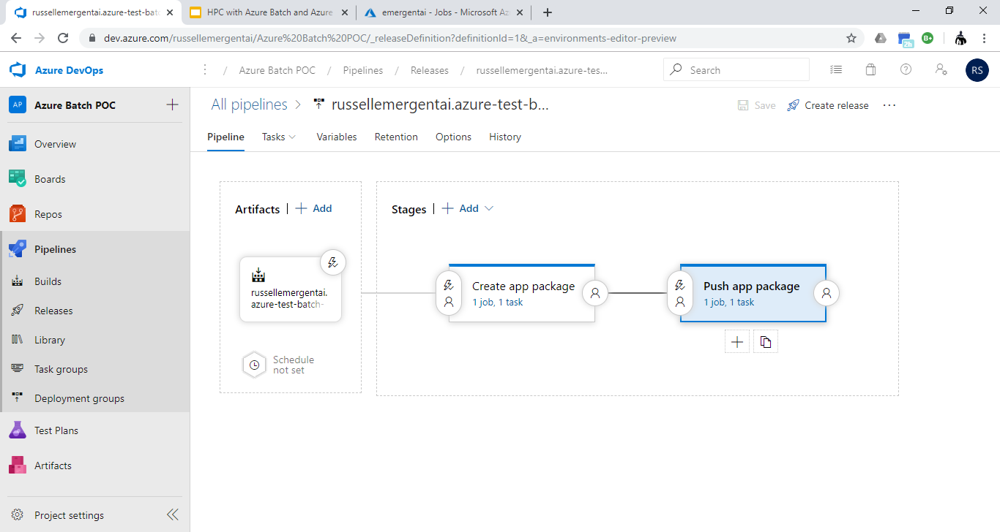 russellemergentai.azure-test-batc
HPC with Azure Batch and Azure
emergentai - Jobs - Microsoft Az
dev.azure.com/russellemergentai/Azure%20Batch%20POC/_releaseDefinition?definitionId=1&_a=environments-editor-preview
2h
B+
Azure DevOps
/ Azure Batch POC / Pipelines / Releases / russellemergentai.azure-tes...
Search
RS
AP
Azure Batch POC
Overview
Boards
Repos
Pipelines
Builds
Releases
Library
Task groups
Deployment groups
Test Plans
Artifacts
Project settings
All pipelines > russellemergentai.azure-test-b...
Save
Create release
Pipeline
Tasks
Variables
Retention
Options
History
Artifacts | + Add
russellemergentai.
azure-test-batch-
Schedule
not set
Stages | + Add
Create app package
1 job, 1 task
Push app package
1 job, 1 task